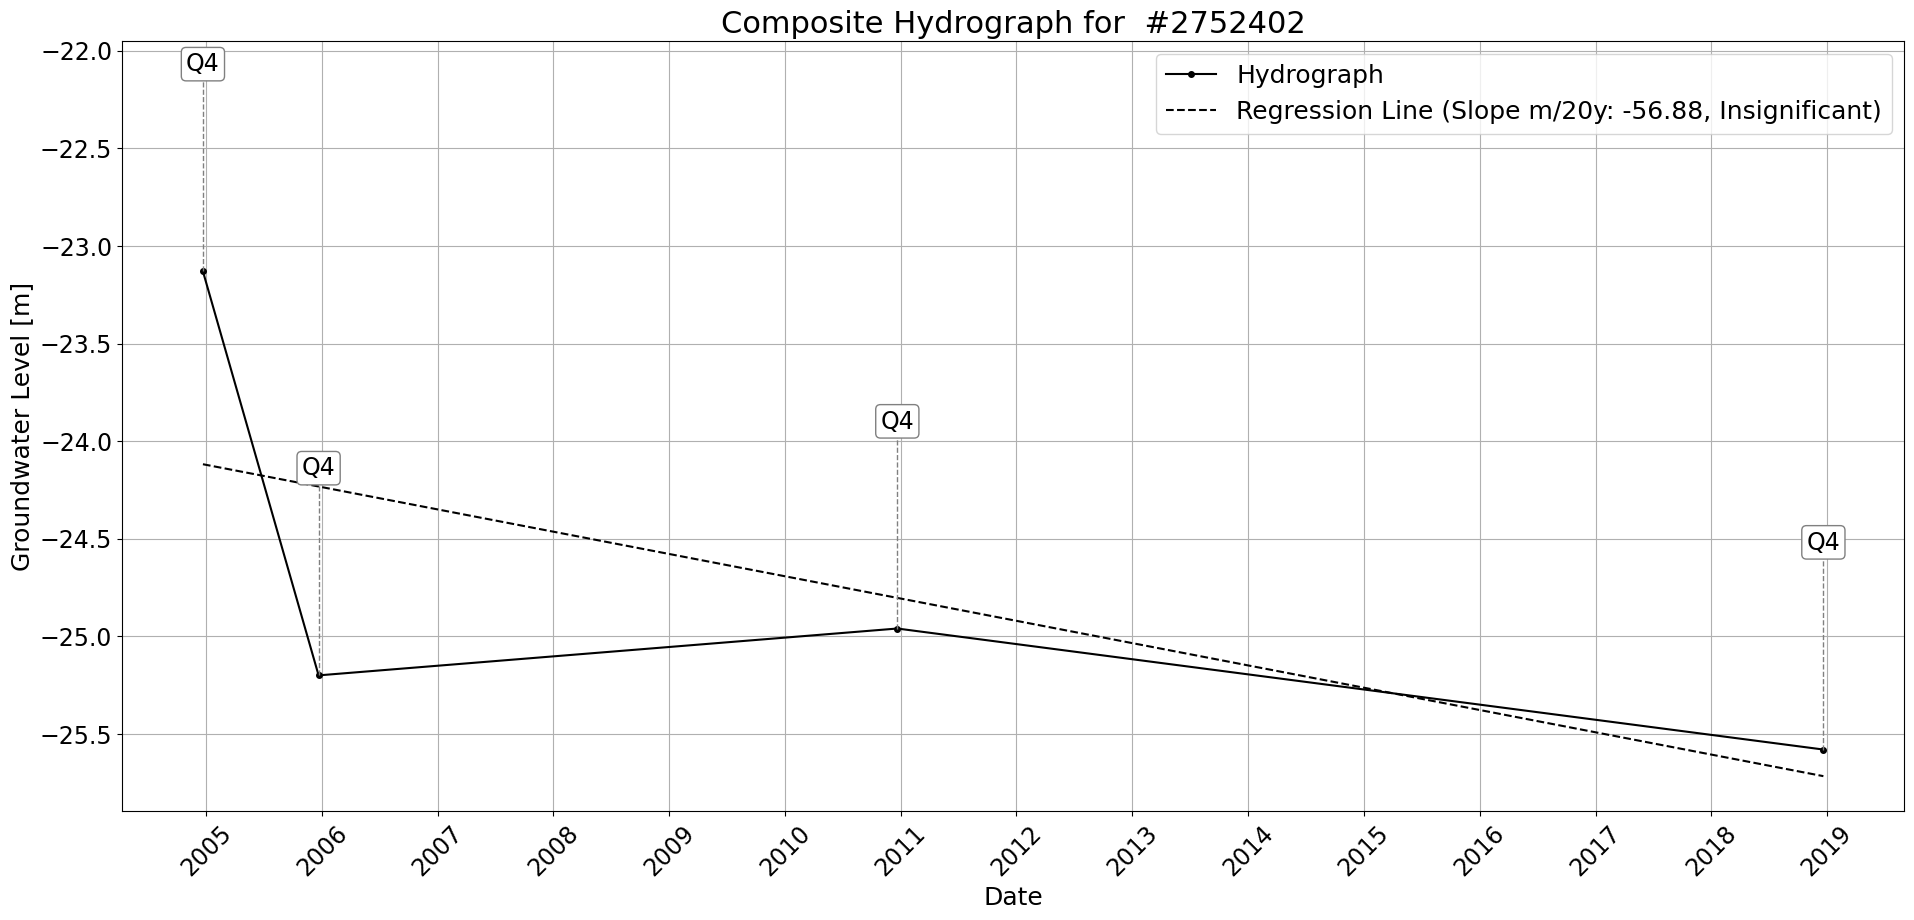 Composite Hydrograph for  #2752402
Hydrograph
Regression Line (Slope m/20y: -56.88, Insignificant)
Groundwater Level [m]
−22.0
−22.5
−23.0
−23.5
−24.0
−24.5
−25.0
−25.5
Q4
Q4
Q4
Q4
2005
2006
2007
2008
2009
2010
2011
2012
2013
2014
2015
2016
2017
2018
2019
Date